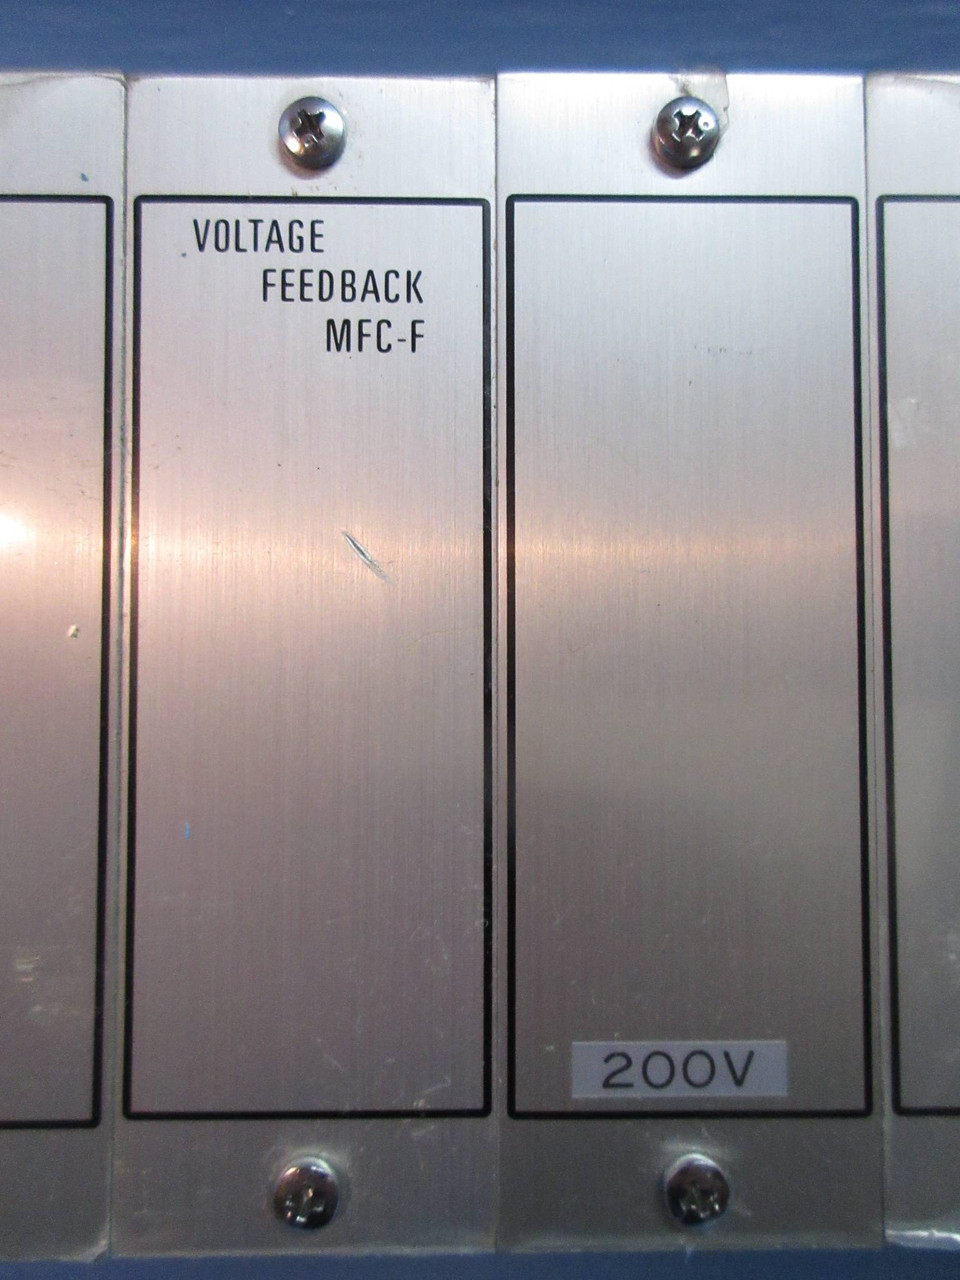 VOLTAGE
FEEDBACK
MFC-F
200V